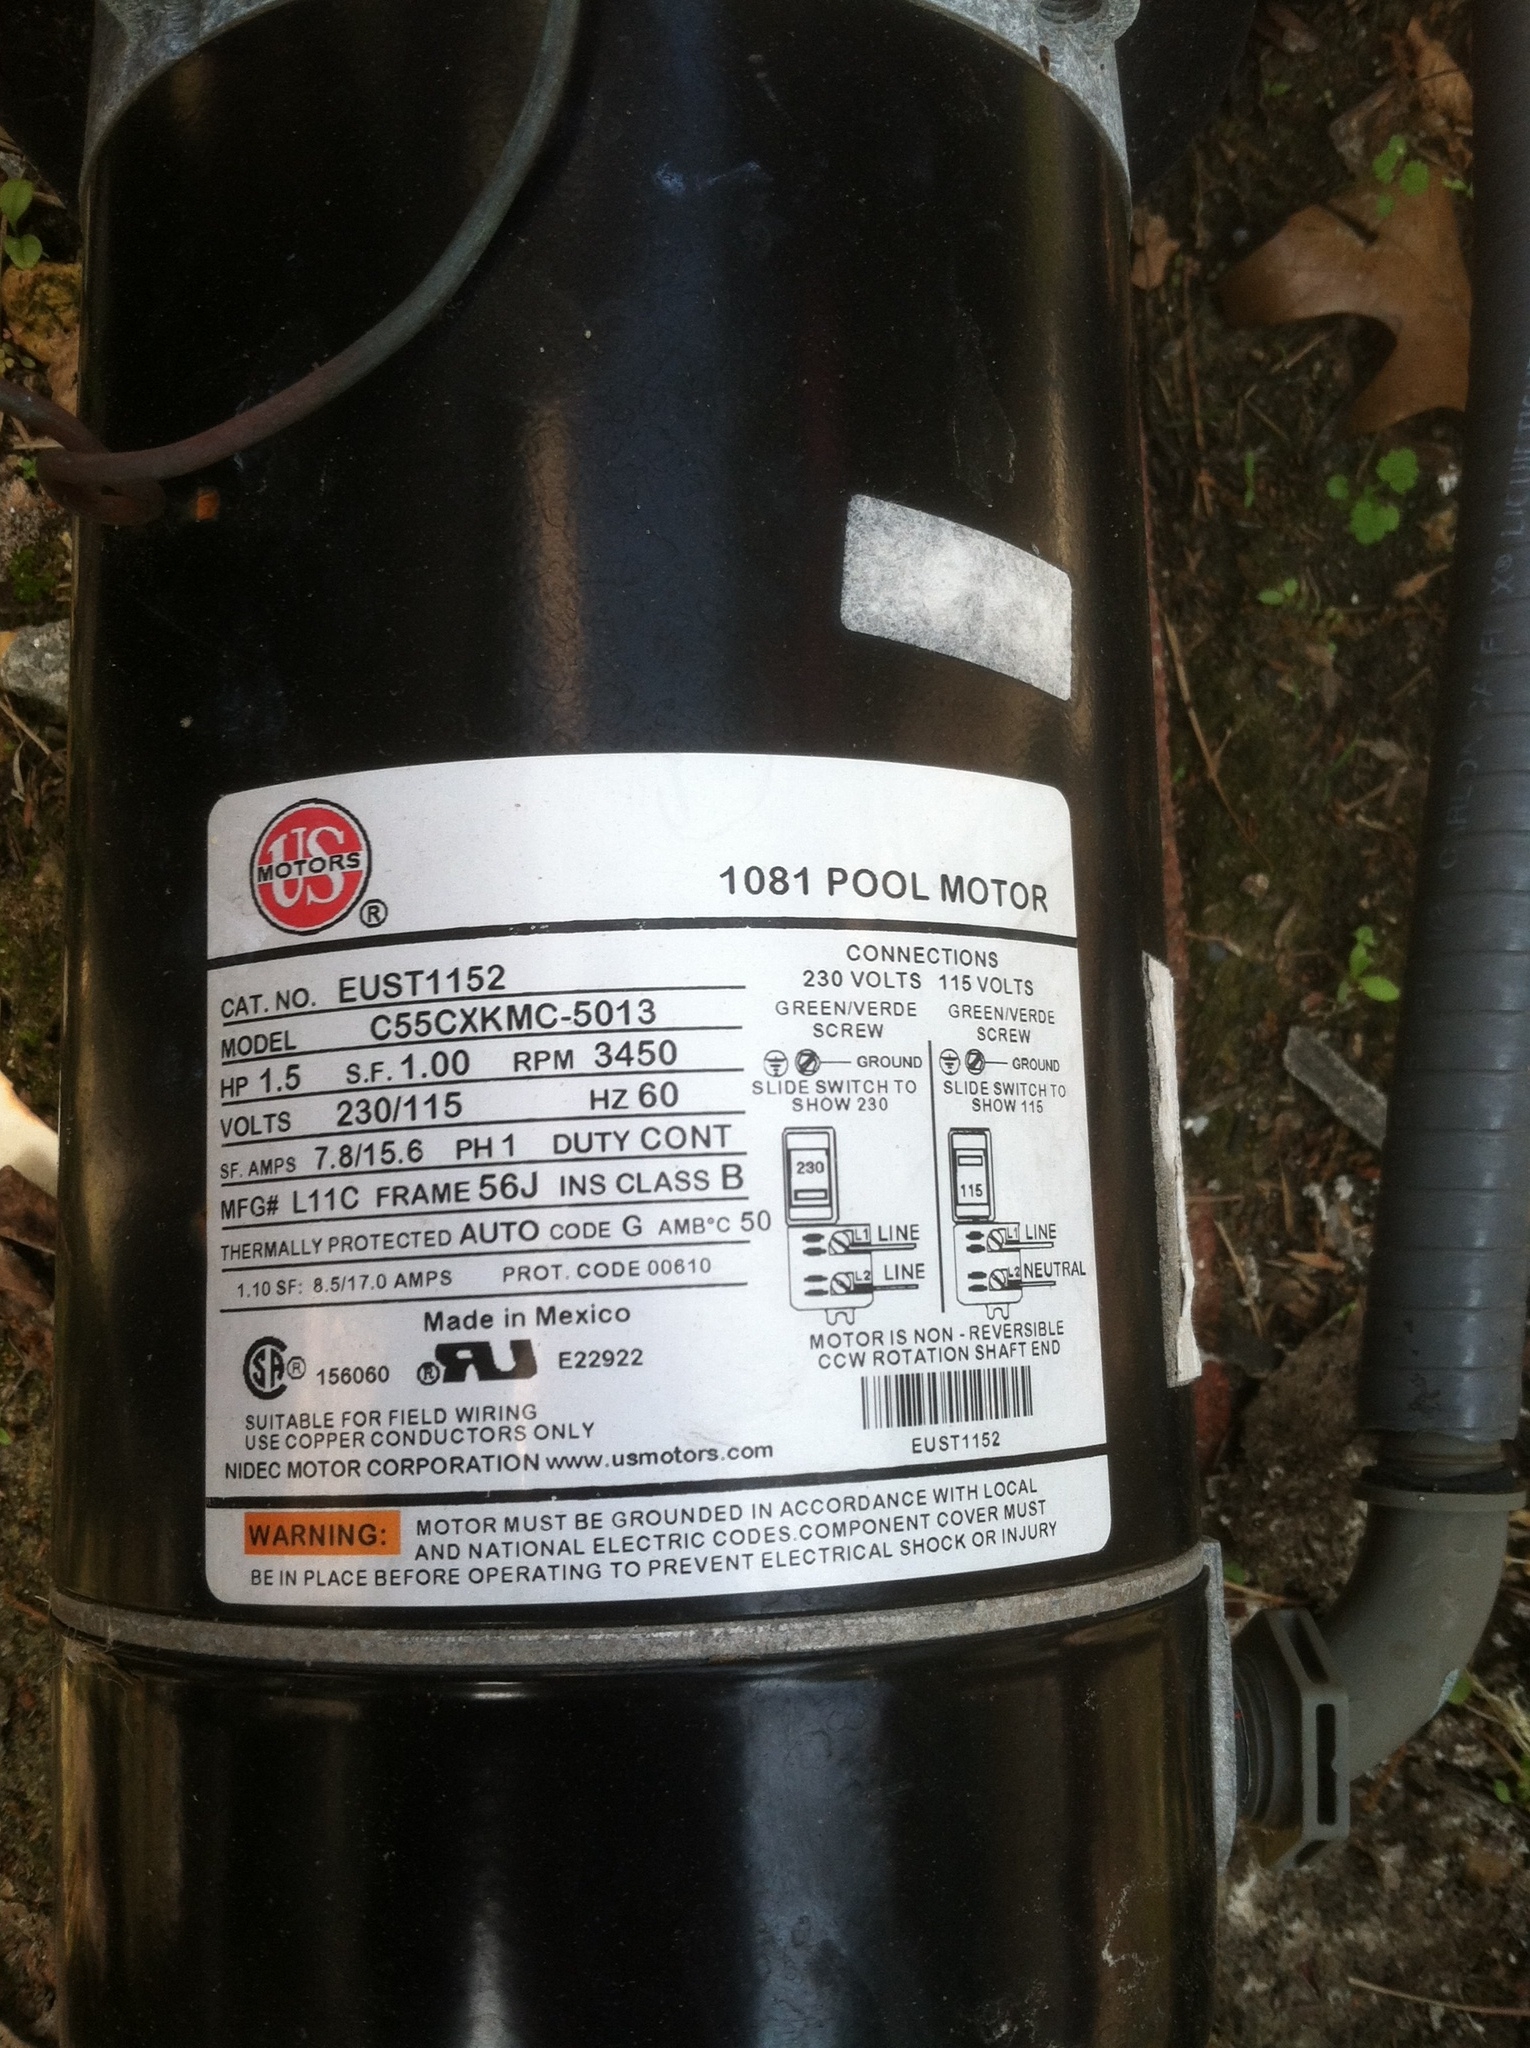 US
MOTORS
®
1081 POOL MOTOR
CAT. NO. EUST1152
MODEL C55CXKMC-5013
HP 1.5 S.F. 1.00 RPM 3450
VOLTS 230/115 HZ 60
SF. AMPS 7.8/15.6 PH 1 DUTY CONT
MFG# L11C FRAME 56J INS CLASS B
THERMALLY PROTECTED AUTO CODE G AMB°C 50
1.10 SF: 8.5/17.0 AMPS PROT. CODE 00610
Made in Mexico
SA ® 156060 ® RU E22922
SUITABLE FOR FIELD WIRING
USE COPPER CONDUCTORS ONLY
NIDEC MOTOR CORPORATION www.usmotors.com
CONNECTIONS
230 VOLTS 115 VOLTS
GREEN/VERDE
SCREW
GROUND
SLIDE SWITCH TO
SHOW 230
230
L1 LINE
L2 LINE
GREEN/VERDE
SCREW
GROUND
SLIDE SWITCH TO
SHOW 115
115
L1 LINE
L2 NEUTRAL
MOTOR IS NON - REVERSIBLE
CCW ROTATION SHAFT END
EUST1152
WARNING: MOTOR MUST BE GROUNDED IN ACCORDANCE WITH LOCAL
AND NATIONAL ELECTRIC CODES.COMPONENT COVER MUST
BE IN PLACE BEFORE OPERATING TO PREVENT ELECTRICAL SHOCK OR INJURY